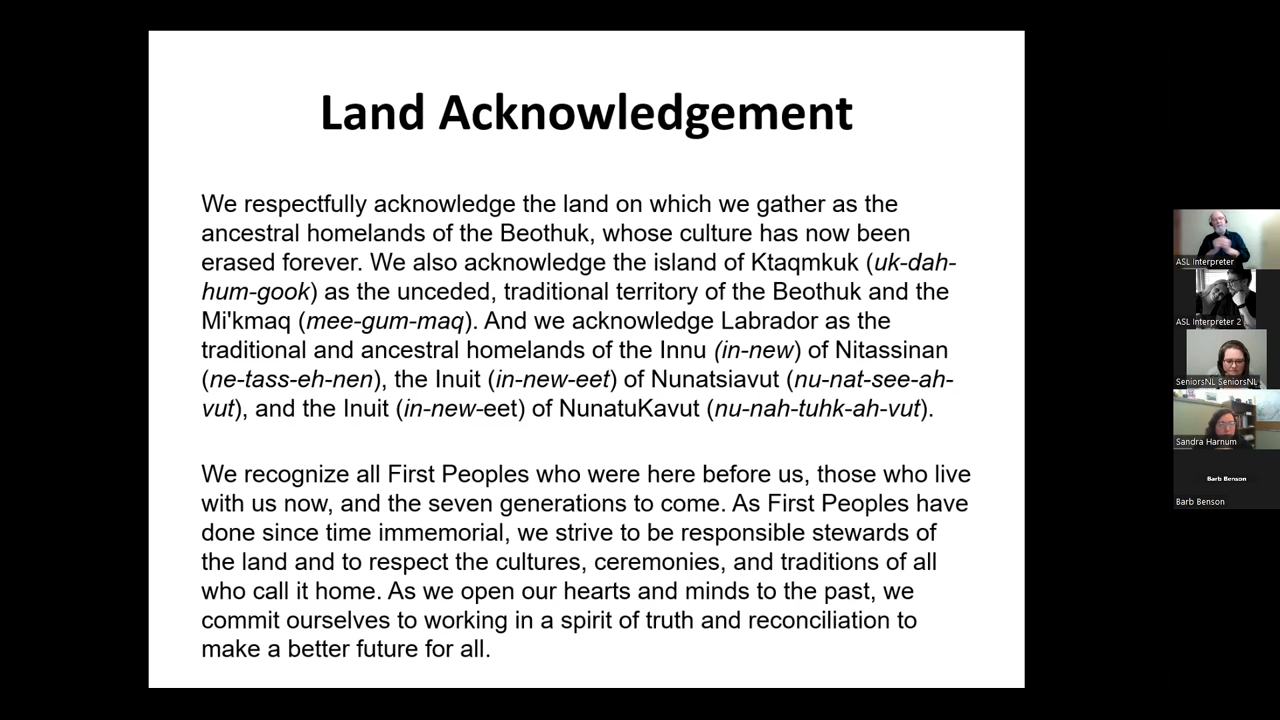 Land Acknowledgement
We respectfully acknowledge the land on which we gather as the
ancestral homelands of the Beothuk, whose culture has now been
erased forever. We also acknowledge the island of Ktaqmkuk (uk-dah-
hum-gook) as the unceded, traditional territory of the Beothuk and the
Mi'kmaq (mee-gum-maq). And we acknowledge Labrador as the
traditional and ancestral homelands of the Innu (in-new) of Nitassinan
(ne-tass-eh-nen), the Inuit (in-new-eet) of Nunatsiavut (nu-nat-see-ah-
vut), and the Inuit (in-new-eet) of NunatuKavut (nu-nah-tuhk-ah-vut).
We recognize all First Peoples who were here before us, those who live
with us now, and the seven generations to come. As First Peoples have
done since time immemorial, we strive to be responsible stewards of
the land and to respect the cultures, ceremonies, and traditions of all
who call it home. As we open our hearts and minds to the past, we
commit ourselves to working in a spirit of truth and reconciliation to
make a better future for all.
ASL Interpreter
ASL Interpreter 2
SeniorsNL SeniorsNL
Sandra Harnum
Barb Benson
Barb Benson